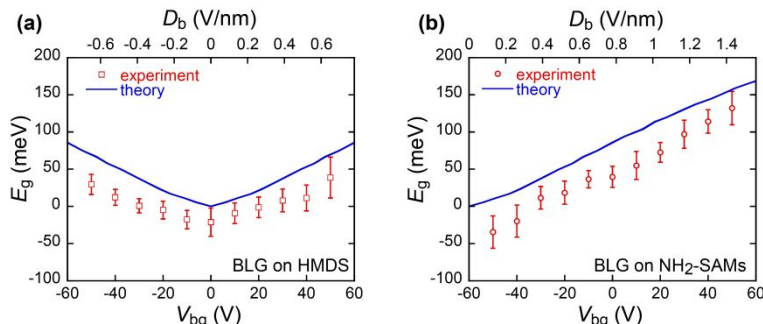 (a)
D_b (V/nm)
-0.6 -0.4 -0.2 0 0.2 0.4 0.6
200
150
100
50
0
-50
-100
E_g (meV)
experiment
theory
BLG on HMDS
-60 -40 -20 0 20 40 60
V_bg (V)
(b)
D_b (V/nm)
0 0.2 0.4 0.6 0.8 1 1.2 1.4
200
150
100
50
0
-50
-100
E_g (meV)
experiment
theory
BLG on NH₂-SAMs
-60 -40 -20 0 20 40 60
V_bg (V)